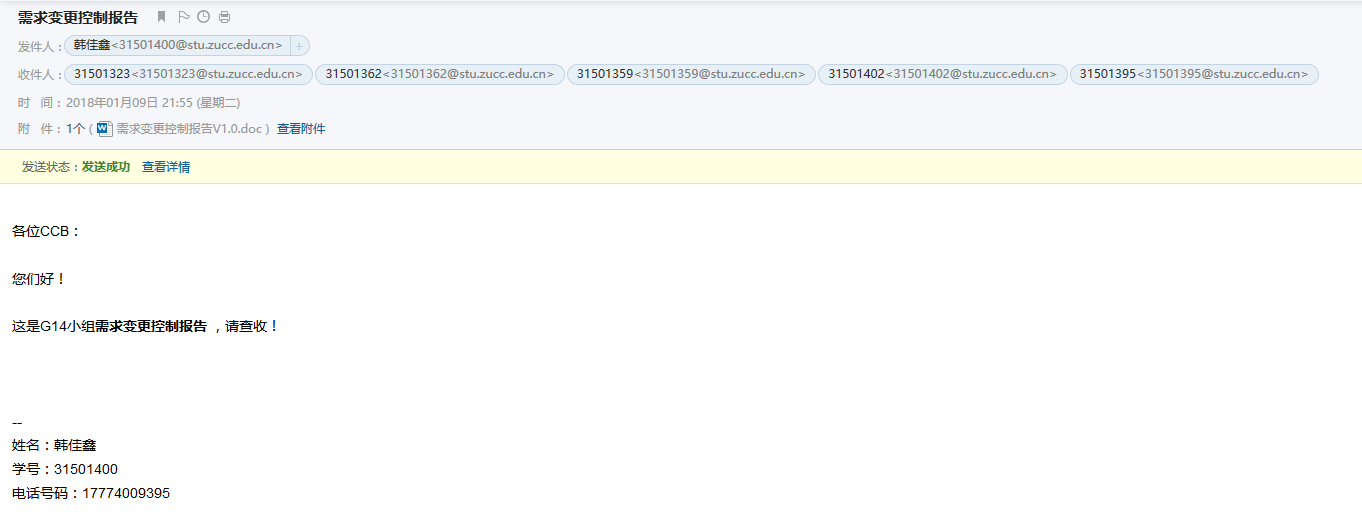 需求变更控制报告
发件人：韩佳鑫<31501400@stu.zucc.edu.cn> +
收件人：31501323<31501323@stu.zucc.edu.cn> 31501362<31501362@stu.zucc.edu.cn> 31501359<31501359@stu.zucc.edu.cn> 31501402<31501402@stu.zucc.edu.cn> 31501395<31501395@stu.zucc.edu.cn>
时 间：2018年01月09日 21:55 (星期二)
附 件：1个 ( W 需求变更控制报告V1.0.doc ) 查看附件
发送状态：发送成功 查看详情
各位CCB：
您们好！
这是G14小组需求变更控制报告 ，请查收！
--
姓名：韩佳鑫
学号：31501400
电话号码：17774009395